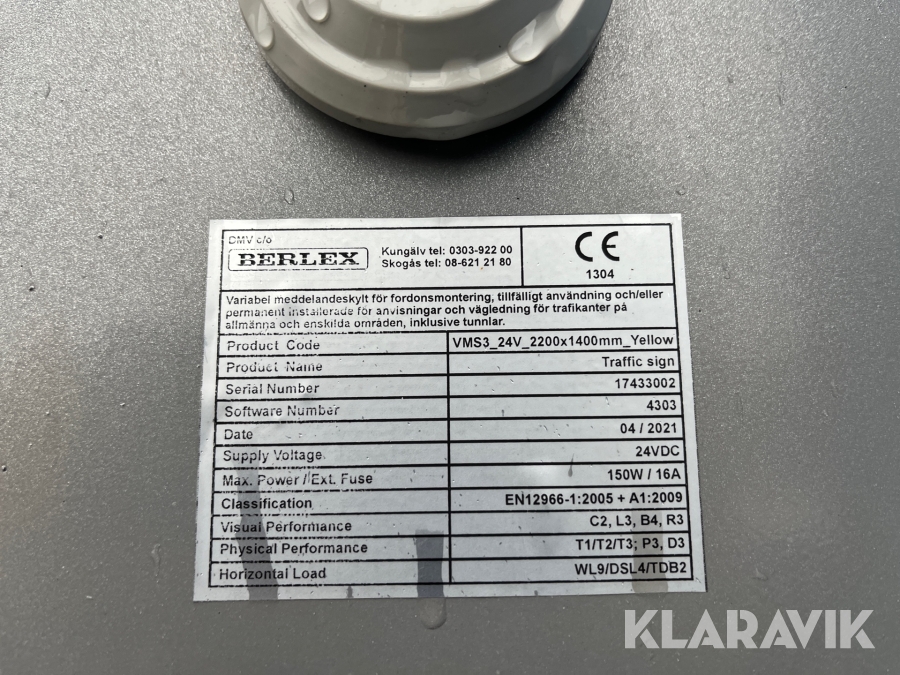 DMV c/o
BERLEX
Kungälv tel: 0303-922 00
Skogås tel: 08-621 21 80
CE
1304
Variabel meddelandeskylt för fordonsmontering, tillfälligt användning och/eller
permanent installerade för anvisningar och vägledning för trafikanter på
allmänna och enskilda områden, inklusive tunnlar.
Product Code VMS3_24V_2200x1400mm_Yellow
Product Name Traffic sign
Serial Number 17433002
Software Number 4303
Date 04 / 2021
Supply Voltage 24VDC
Max. Power / Ext. Fuse 150W / 16A
Classification EN12966-1:2005 + A1:2009
Visual Performance C2, L3, B4, R3
Physical Performance T1/T2/T3; P3, D3
Horizontal Load WL9/DSL4/TDB2
KLARAVIK